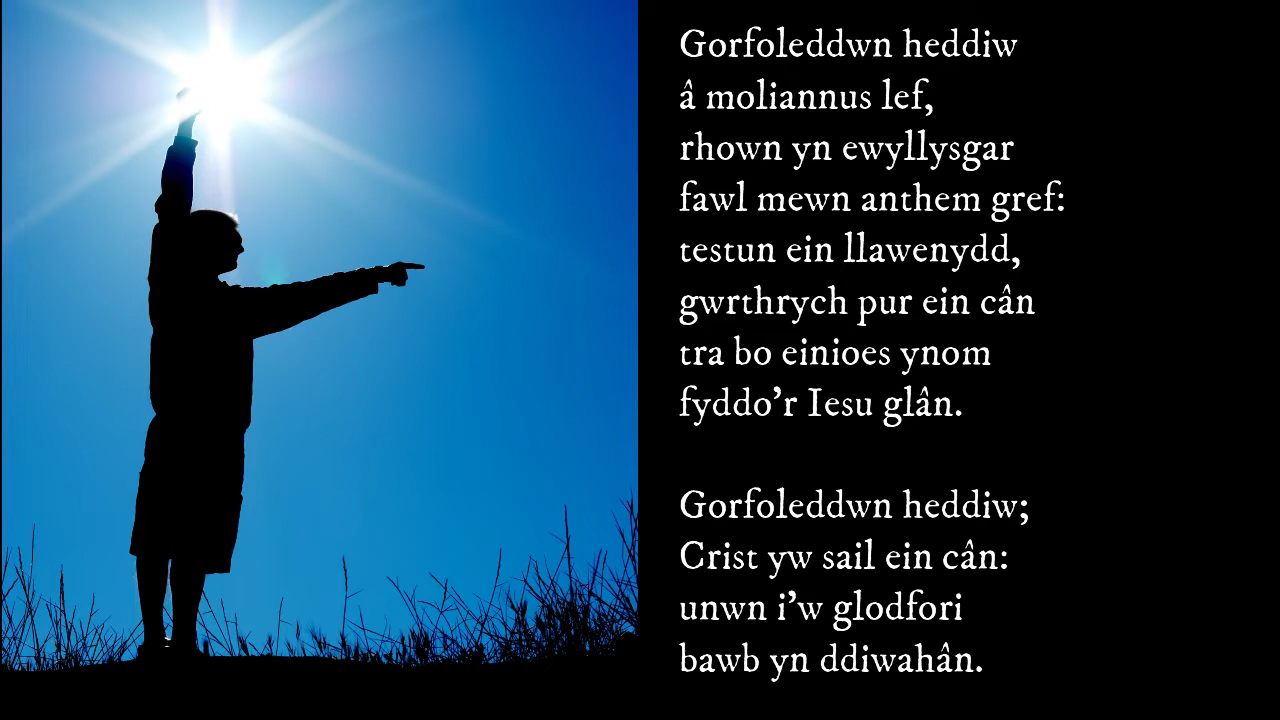 Gorfoleddwn heddiw
â moliannus lef,
rhown yn ewyllysgar
fawl mewn anthem gref:
testun ein llawenydd,
gwrthrych pur ein cân
tra bo einioes ynom
fyddo’r Iesu glân.

Gorfoleddwn heddiw;
Crist yw sail ein cân:
unwn i’w glodfori
bawb yn ddiwahân.